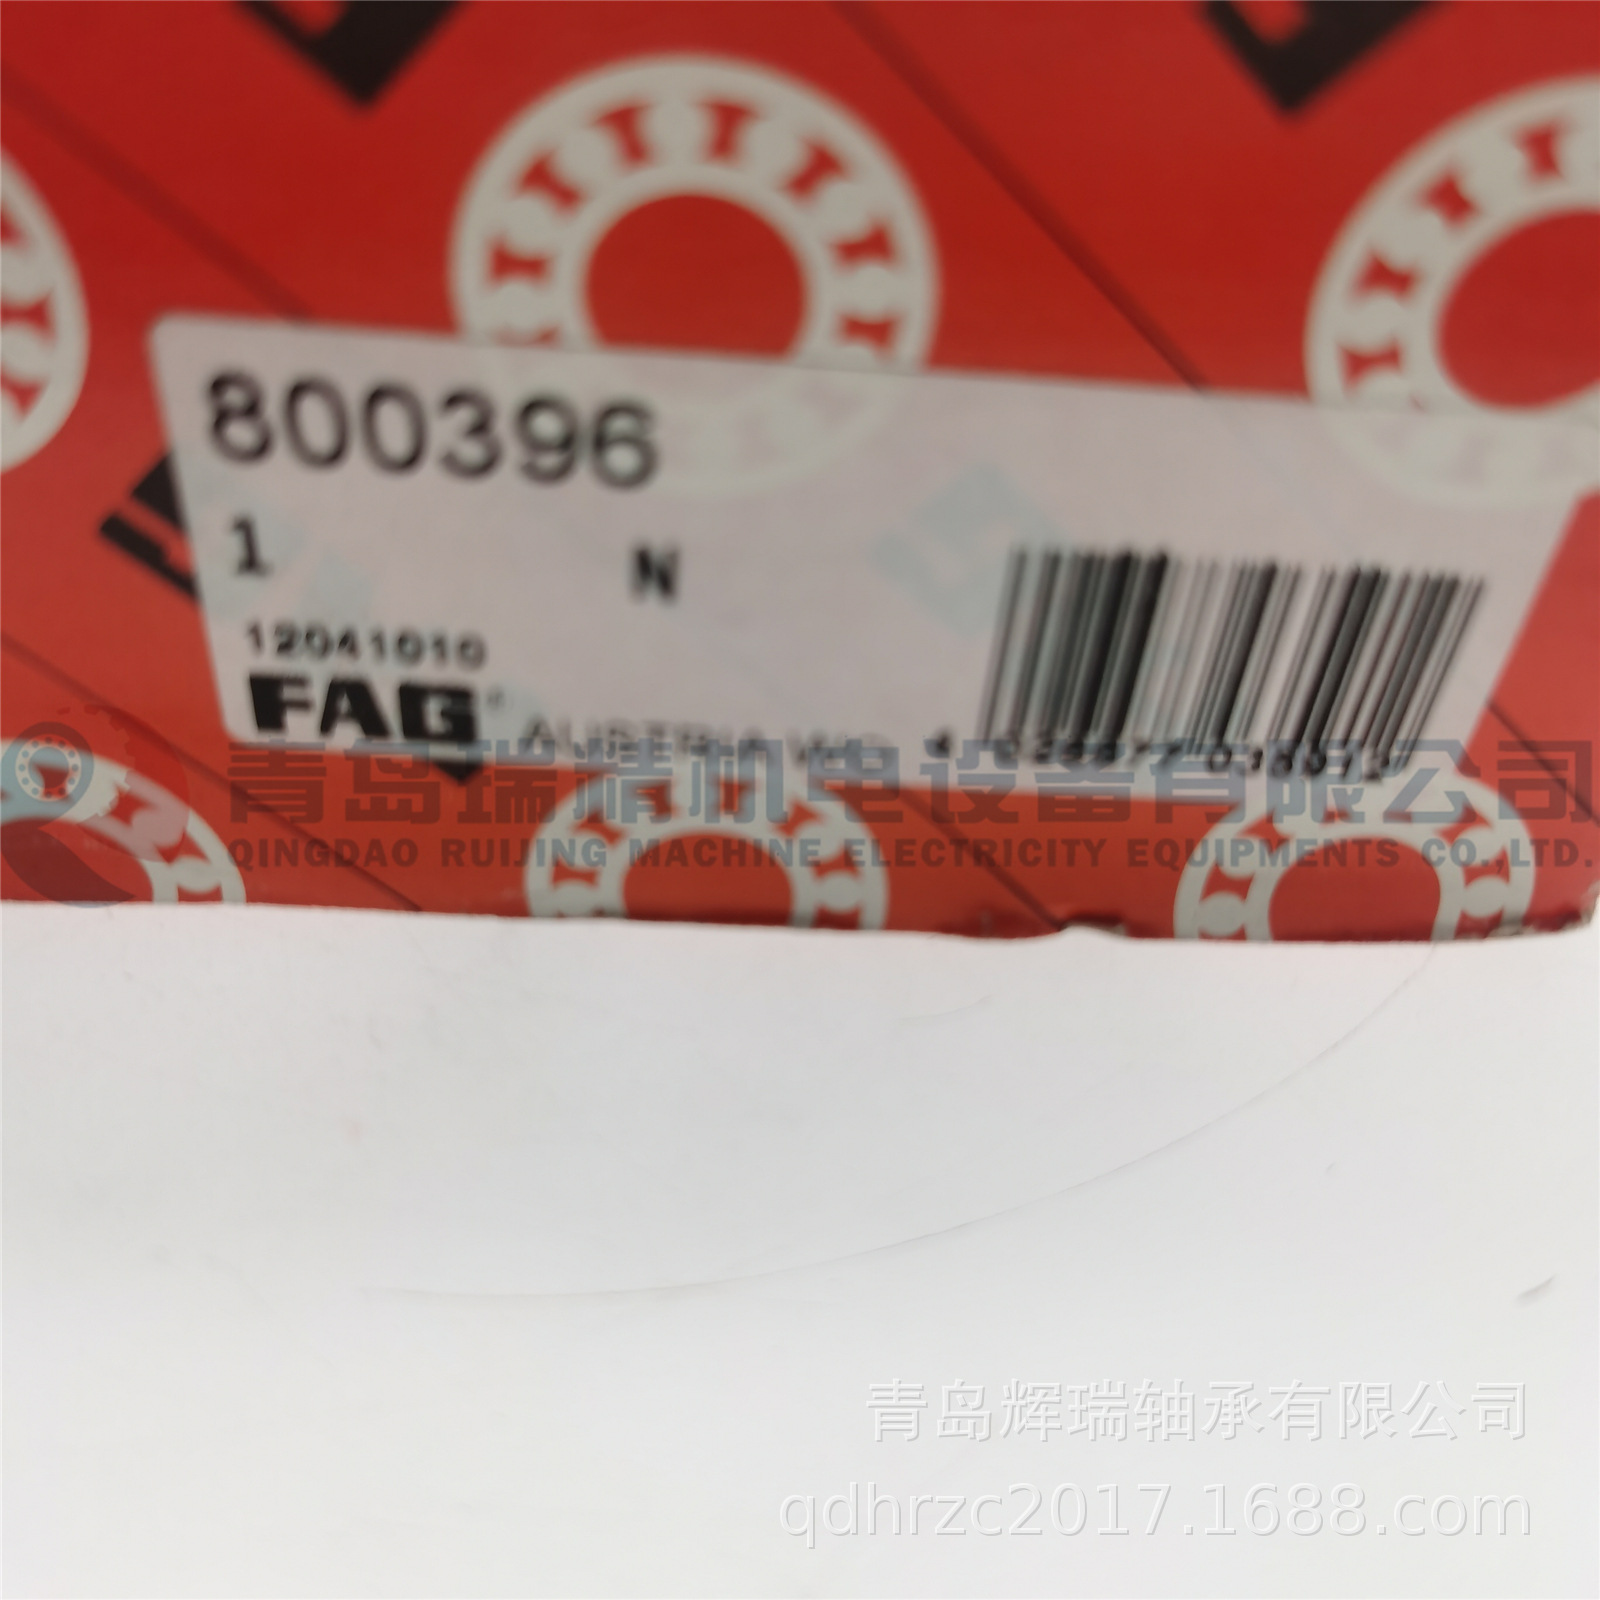 800396
1 N
12041010
FAG AUSTRIA
青岛瑞精机电设备有限公司
QINGDAO RUIJING MACHINE ELECTRICITY EQUIPMENTS CO.,LTD.
青岛辉瑞轴承有限公司
qdhrzc2017.1688.com